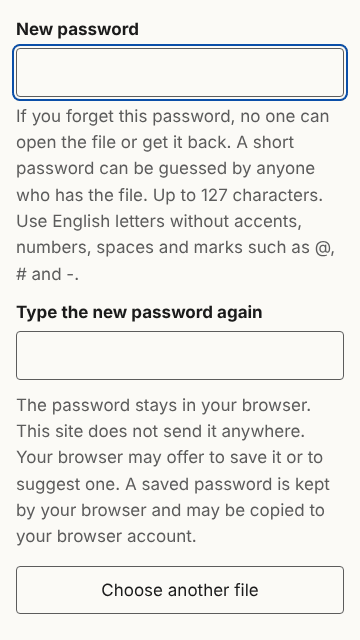 New password
If you forget this password, no one can
open the file or get it back. A short
password can be guessed by anyone
who has the file. Up to 127 characters.
Use English letters without accents,
numbers, spaces and marks such as @,
# and -.
Type the new password again
The password stays in your browser.
This site does not send it anywhere.
Your browser may offer to save it or to
suggest one. A saved password is kept
by your browser and may be copied to
your browser account.
Choose another file